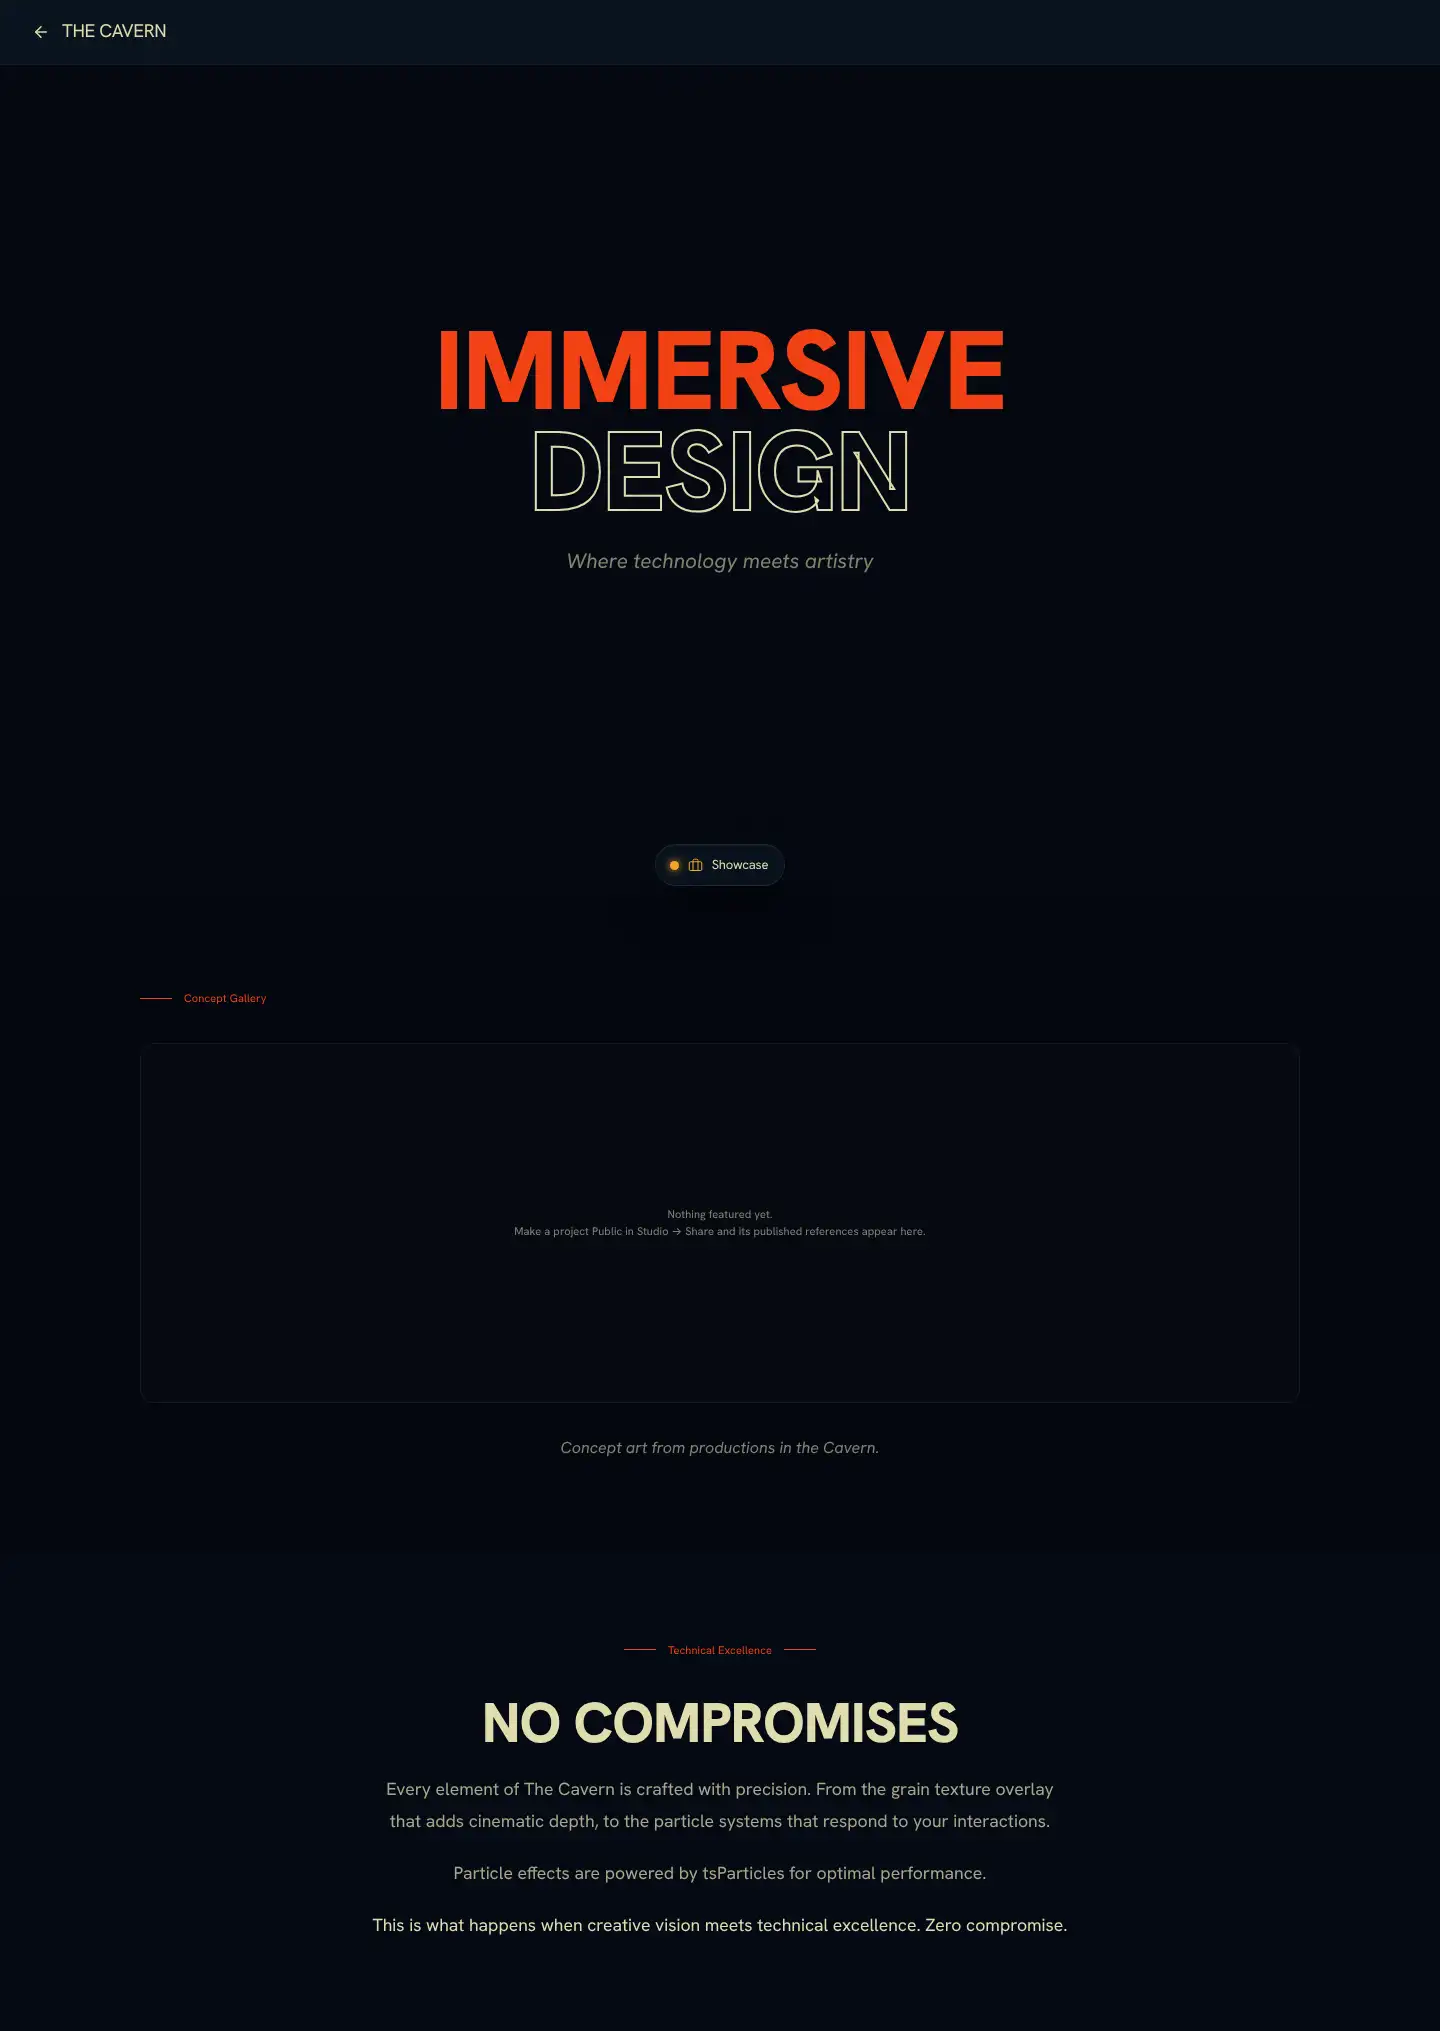 THE CAVERN
IMMERSIVE
DESIGN
Where technology meets artistry
Showcase
Concept Gallery
Nothing featured yet.
Make a project Public in Studio → Share and its published references appear here.
Concept art from productions in the Cavern.
Technical Excellence
NO COMPROMISES
Every element of The Cavern is crafted with precision. From the grain texture overlay
that adds cinematic depth, to the particle systems that respond to your interactions.
Particle effects are powered by tsParticles for optimal performance.
This is what happens when creative vision meets technical excellence. Zero compromise.